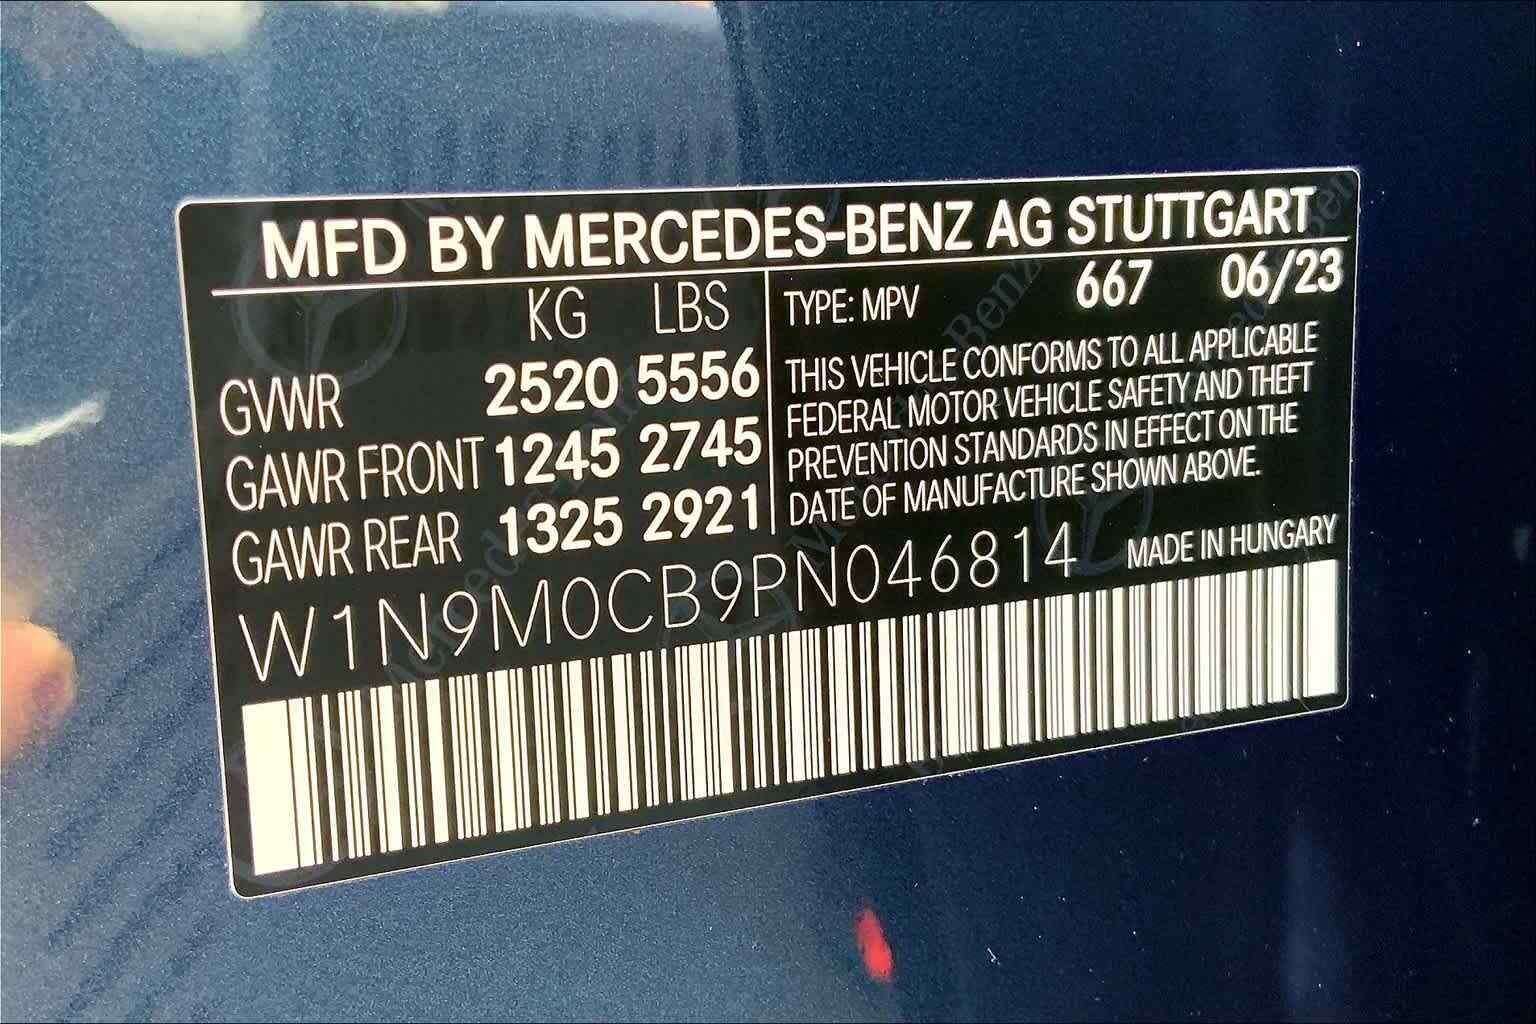 MFD BY MERCEDES-BENZ AG STUTTGART
KG LBS
GVWR 2520 5556
GAWR FRONT 1245 2745
GAWR REAR 1325 2921
TYPE: MPV 667 06/23
THIS VEHICLE CONFORMS TO ALL APPLICABLE
FEDERAL MOTOR VEHICLE SAFETY AND THEFT
PREVENTION STANDARDS IN EFFECT ON THE
DATE OF MANUFACTURE SHOWN ABOVE.
W1N9M0CB9PN046814 MADE IN HUNGARY